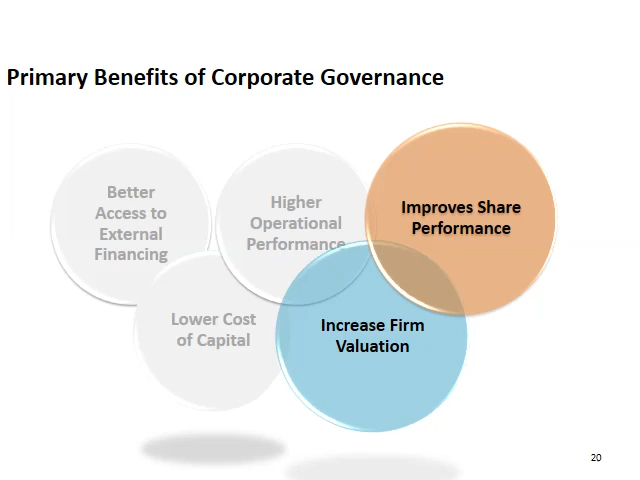 Primary Benefits of Corporate Governance
Better
Access to
External
Financing
Higher
Operational
Performance
Improves Share
Performance
Lower Cost
of Capital
Increase Firm
Valuation
20